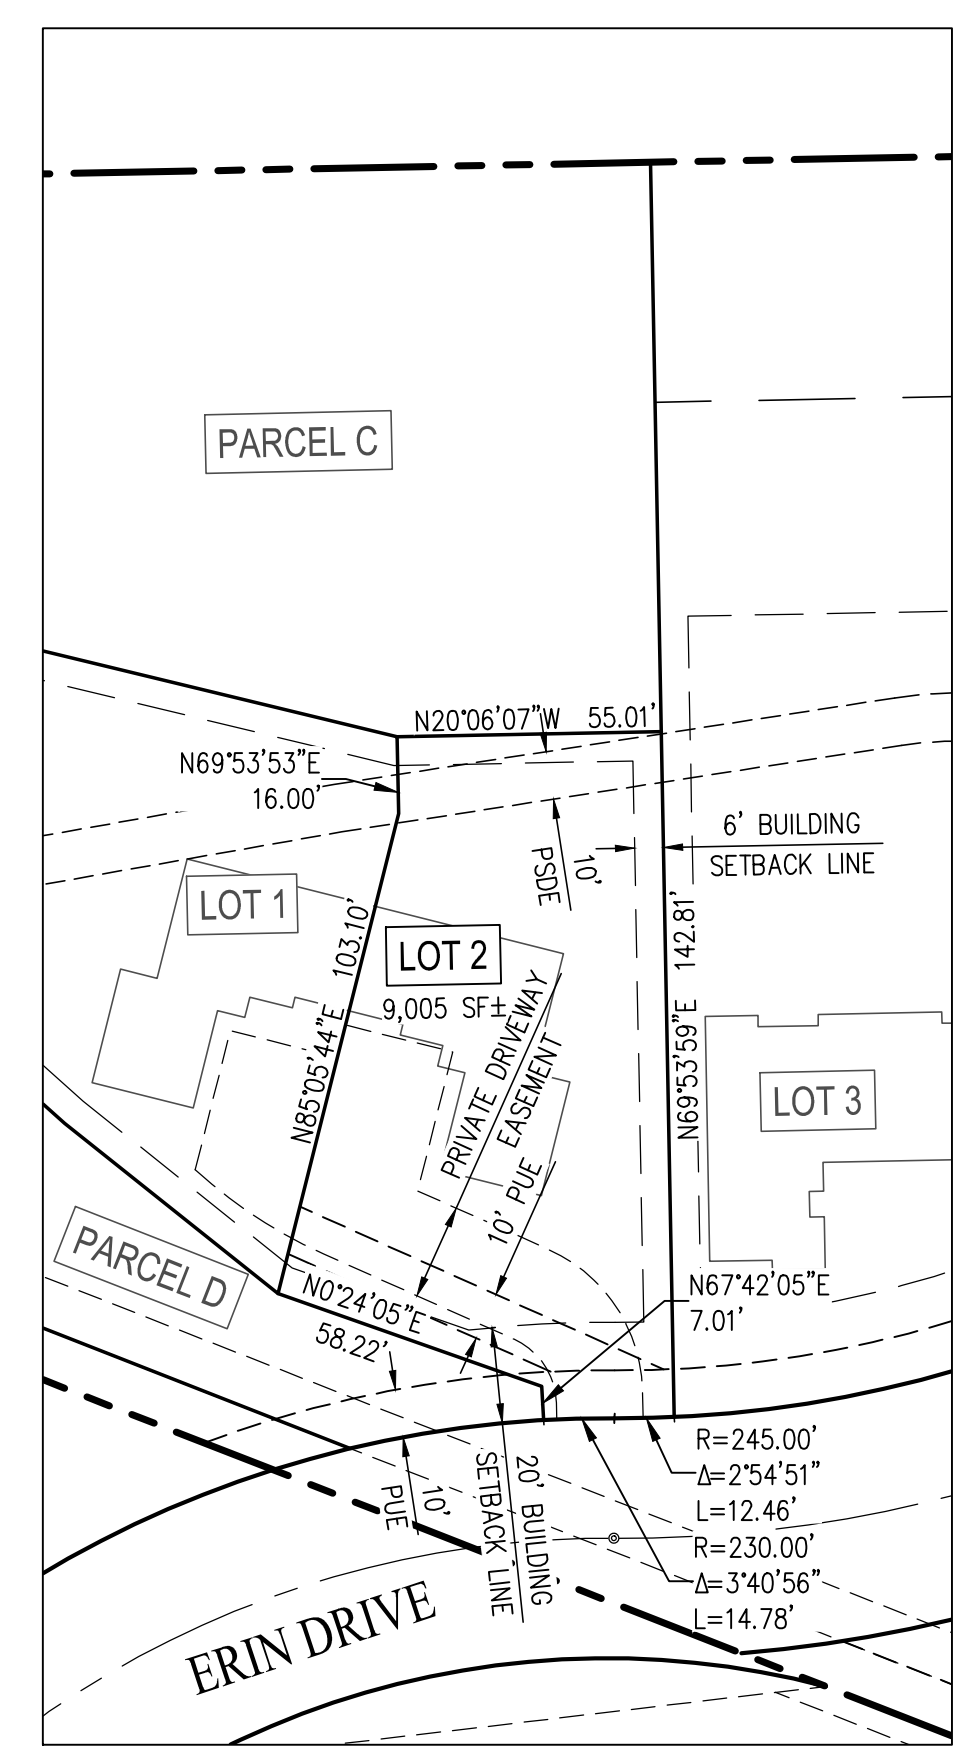 PARCEL C
N20°06'07"W 55.01'
N69°53'53"E
16.00'
6' BUILDING
SETBACK LINE
10'
PSDE
LOT 1
103.10'
N85°05'44"E
LOT 2
9,005 SF±
142.81'
N69°53'59"E
PRIVATE DRIVEWAY
EASEMENT
LOT 3
10' PUE
PARCEL D
N0°24'05"E
58.22'
N67°42'05"E
7.01'
R=245.00'
Δ=2°54'51"
L=12.46'
R=230.00'
Δ=3°40'56"
L=14.78'
10'
PUE
20' BUILDING
SETBACK LINE
ERIN DRIVE